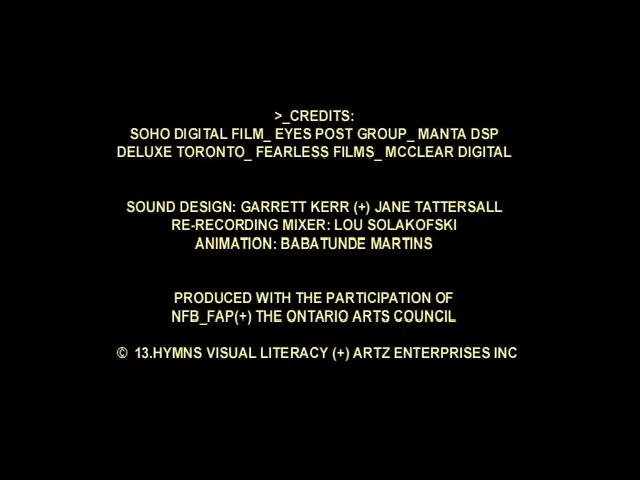 >_CREDITS:
SOHO DIGITAL FILM_ EYES POST GROUP_ MANTA DSP
DELUXE TORONTO_ FEARLESS FILMS_ MCCLEAR DIGITAL
SOUND DESIGN: GARRETT KERR (+) JANE TATTERSALL
RE-RECORDING MIXER: LOU SOLAKOFSKI
ANIMATION: BABATUNDE MARTINS
PRODUCED WITH THE PARTICIPATION OF
NFB_FAP(+) THE ONTARIO ARTS COUNCIL
© 13.HYMNS VISUAL LITERACY (+) ARTZ ENTERPRISES INC